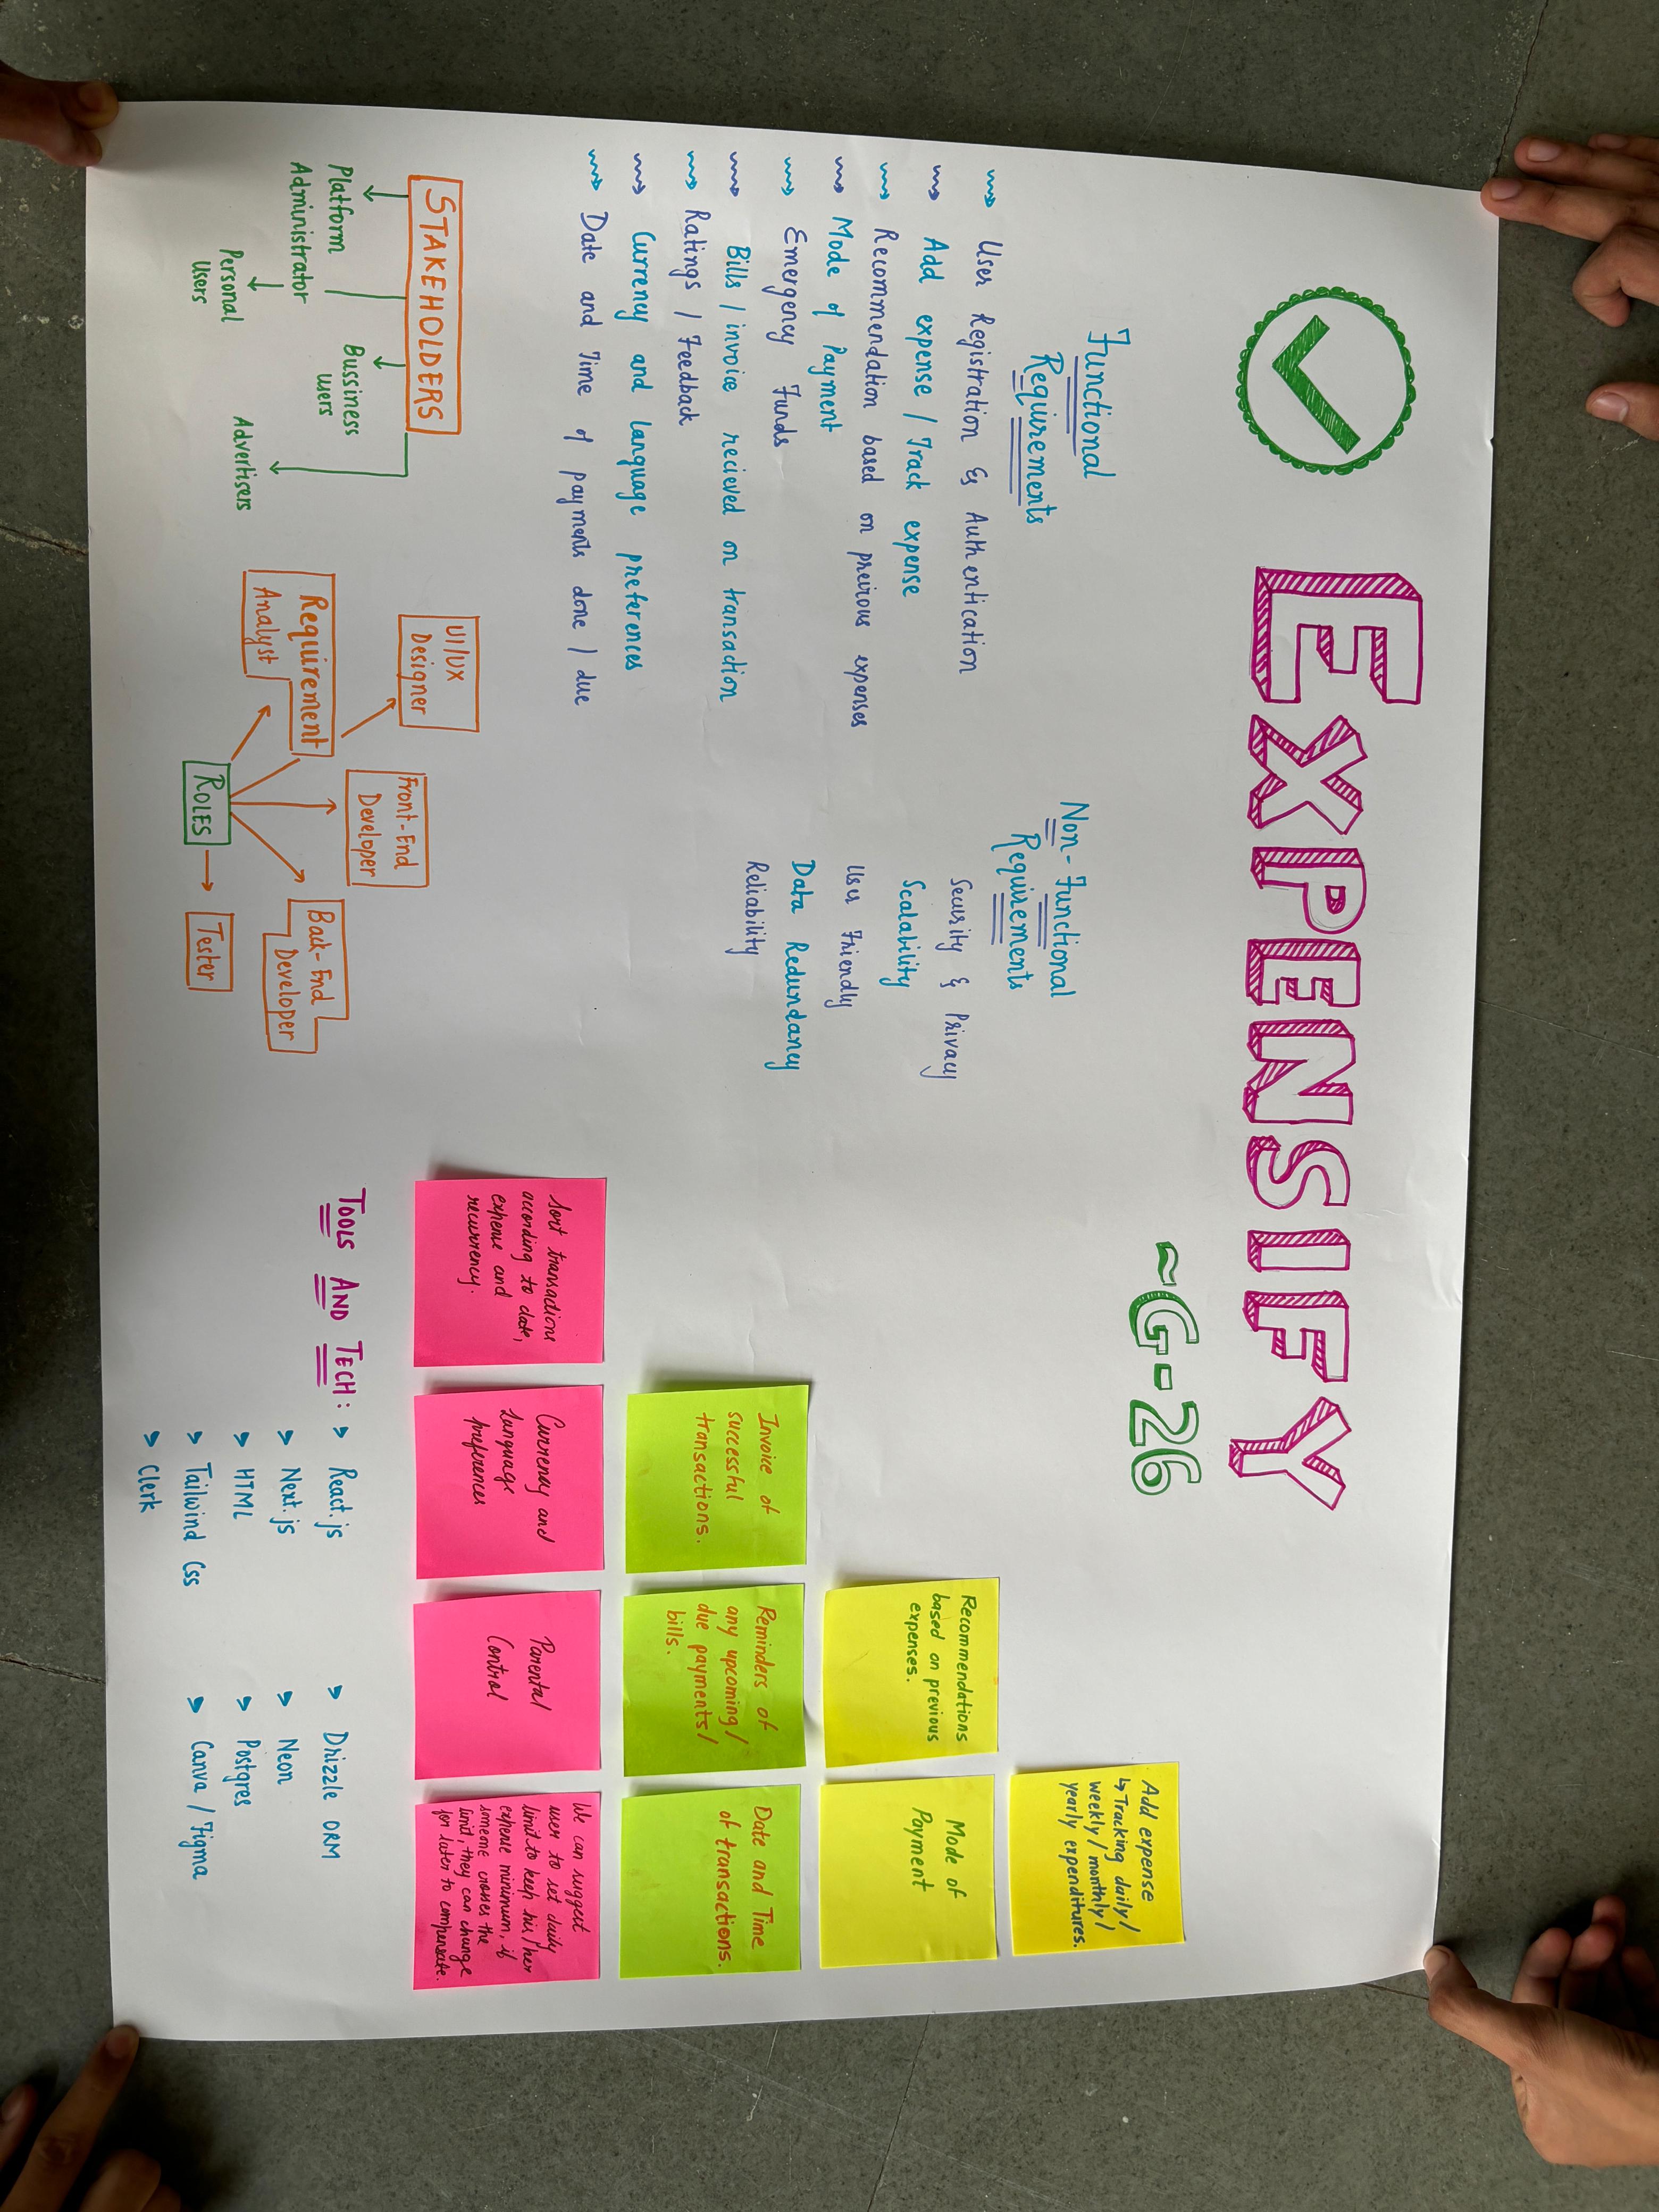 EXPENSIFY
~G-26
Functional
Requirements
User Registration & Authentication
Add expense / Track expense
Recommendation based on previous expenses
Mode of Payment
Emergency Funds
Bills / invoice recieved on transaction
Ratings / Feedback
Currency and language preferences
Date and Time of payments done / due
Non-Functional
Requirements
Security & Privacy
Scalability
User Friendly
Data Redundancy
Reliability
Add expense
↳ Tracking daily/
weekly/monthly/
yearly expenditures.
Recommendations
based on previous
expenses.
Mode of
Payment
Invoice of
successful
transactions.
Reminders of
any upcoming/
due payments/
bills.
Date and Time
of transactions.
Sort transactions
according to date,
expense and
recurrency.
Currency and
Language
preferences
Parental
Control
We can suggest
user to set daily
limit to keep his/her
expense minimum, if
someone crosses the
limit, they can change
for later to compensate.
STAKEHOLDERS
Platform
Administrator
Personal
Users
Bussiness
users
Advertisers
UI/UX
Designer
Front-End
Developer
Requirement
Analyst
Back-End
Developer
ROLES
Tester
TOOLS AND TECH:
React.js
Next.js
HTML
Tailwind Css
Clerk
Drizzle ORM
Neon
Postgres
Canva / Figma